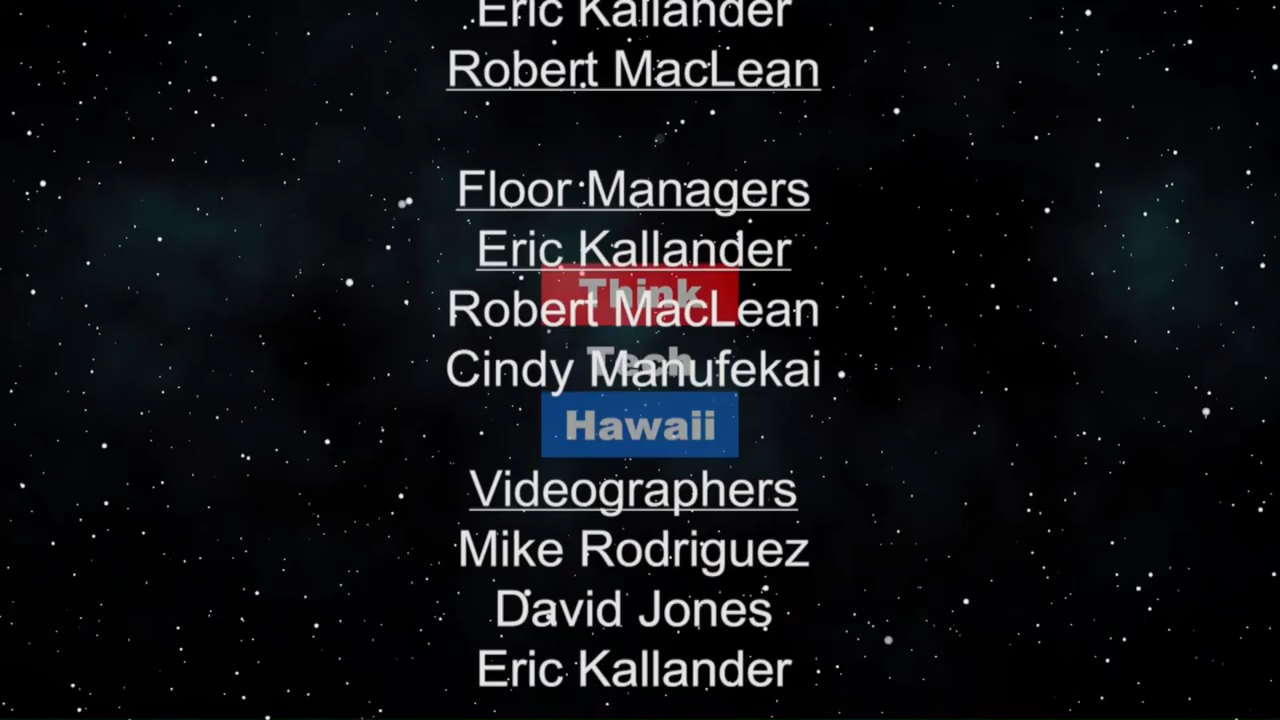 Eric Kallander
Robert MacLean
Floor Managers
Eric Kallander
Think
Robert MacLean
Tech
Cindy Manufekai
Hawaii
Videographers
Mike Rodriguez
David Jones
Eric Kallander